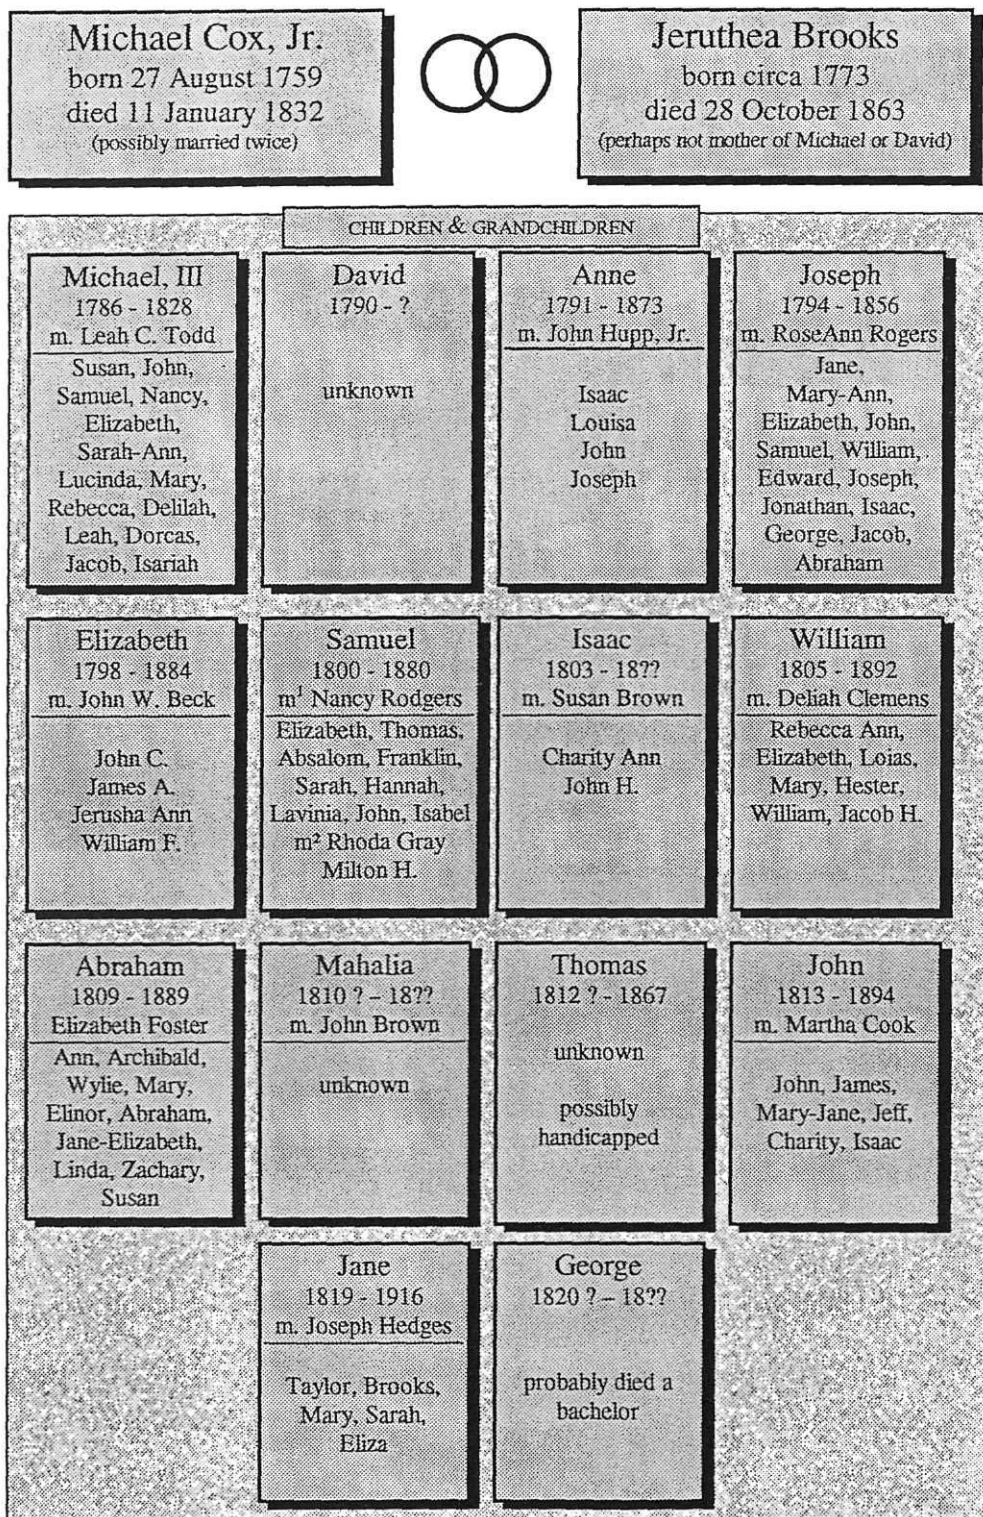 Michael Cox, Jr.
born 27 August 1759
died 11 January 1832
(possibly married twice)
Jeruthea Brooks
born circa 1773
died 28 October 1863
(perhaps not mother of Michael or David)
CHILDREN & GRANDCHILDREN
Michael, III
1786 - 1828
m. Leah C. Todd
Susan, John,
Samuel, Nancy,
Elizabeth,
Sarah-Ann,
Lucinda, Mary,
Rebecca, Delilah,
Leah, Dorcas,
Jacob, Isariah
David
1790 - ?
unknown
Anne
1791 - 1873
m. John Hupp, Jr.
Isaac
Louisa
John
Joseph
Joseph
1794 - 1856
m. RoseAnn Rogers
Jane,
Mary-Ann,
Elizabeth, John,
Samuel, William,
Edward, Joseph,
Jonathan, Isaac,
George, Jacob,
Abraham
Elizabeth
1798 - 1884
m. John W. Beck
John C.
James A.
Jerusha Ann
William F.
Samuel
1800 - 1880
m¹ Nancy Rodgers
Elizabeth, Thomas,
Absalom, Franklin,
Sarah, Hannah,
Lavinia, John, Isabel
m² Rhoda Gray
Milton H.
Isaac
1803 - 18??
m. Susan Brown
Charity Ann
John H.
William
1805 - 1892
m. Deliah Clemens
Rebecca Ann,
Elizabeth, Loias,
Mary, Hester,
William, Jacob H.
Abraham
1809 - 1889
Elizabeth Foster
Ann, Archibald,
Wylie, Mary,
Elinor, Abraham,
Jane-Elizabeth,
Linda, Zachary,
Susan
Mahalia
1810 ? – 18??
m. John Brown
unknown
Thomas
1812 ? - 1867
unknown
possibly
handicapped
John
1813 - 1894
m. Martha Cook
John, James,
Mary-Jane, Jeff,
Charity, Isaac
Jane
1819 - 1916
m. Joseph Hedges
Taylor, Brooks,
Mary, Sarah,
Eliza
George
1820 ? – 18??
probably died a
bachelor